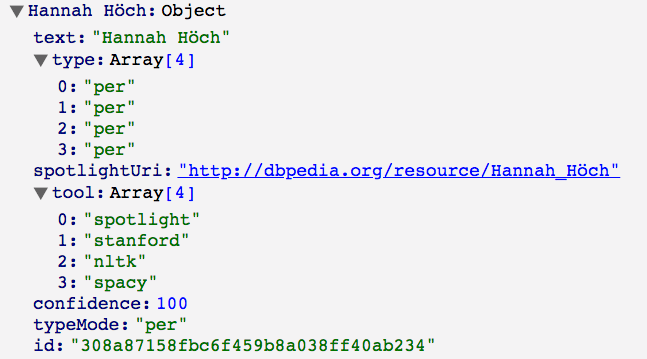 ▼Hannah Höch: Object
text: "Hannah Höch"
▼type: Array[4]
0: "per"
1: "per"
2: "per"
3: "per"
spotlightUri: "http://dbpedia.org/resource/Hannah_Höch"
▼tool: Array[4]
0: "spotlight"
1: "stanford"
2: "nltk"
3: "spacy"
confidence: 100
typeMode: "per"
id: "308a87158fbc6f459b8a038ff40ab234"